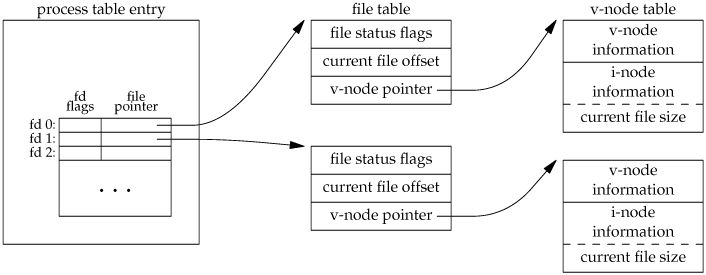 process table entry
file table
v-node table
fd
flags
file
pointer
fd 0:
fd 1:
fd 2:
. . .
file status flags
current file offset
v-node pointer
file status flags
current file offset
v-node pointer
v-node
information
i-node
information
current file size
v-node
information
i-node
information
current file size